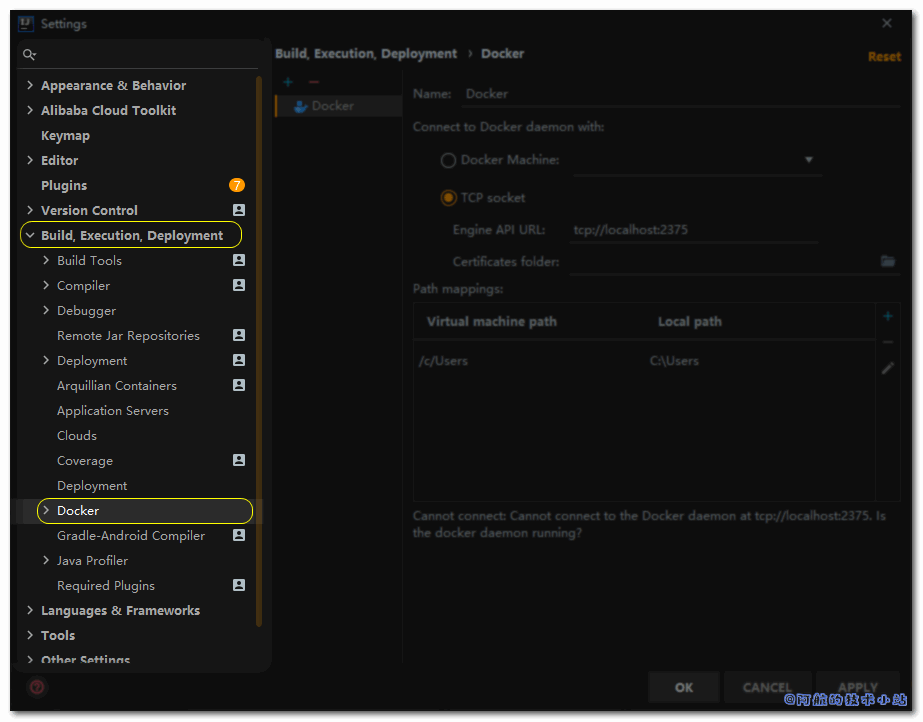 Settings
Appearance & Behavior
Alibaba Cloud Toolkit
Keymap
Editor
Plugins 7
Version Control
Build, Execution, Deployment
Build Tools
Compiler
Debugger
Remote Jar Repositories
Deployment
Arquillian Containers
Application Servers
Clouds
Coverage
Deployment
Docker
Gradle-Android Compiler
Java Profiler
Required Plugins
Languages & Frameworks
Tools
Other Settings
Build, Execution, Deployment › Docker
Reset
Docker
Name: Docker
Connect to Docker daemon with:
Docker Machine:
TCP socket
Engine API URL: tcp://localhost:2375
Certificates folder:
Path mappings:
Virtual machine path Local path
/c/Users C:\Users
Cannot connect: Cannot connect to the Docker daemon at tcp://localhost:2375. Is
the docker daemon running?
?
OK CANCEL APPLY
@阿航的技术小站